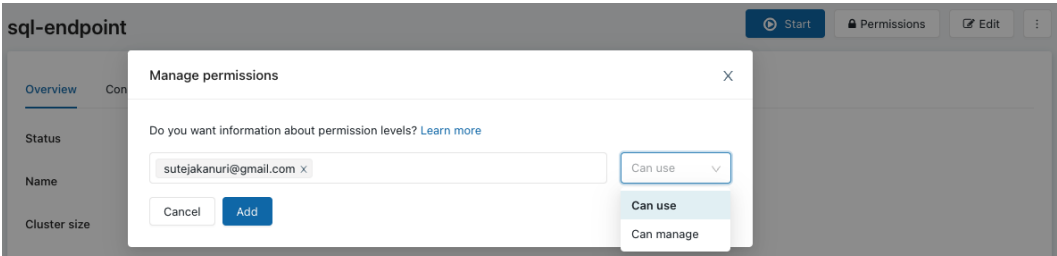 sql-endpoint
Start
Permissions
Edit
Manage permissions
X
Overview
Con
Do you want information about permission levels? Learn more
Status
sutejakanuri@gmail.com x
Can use
Name
Cancel
Add
Can use
Cluster size
Can manage